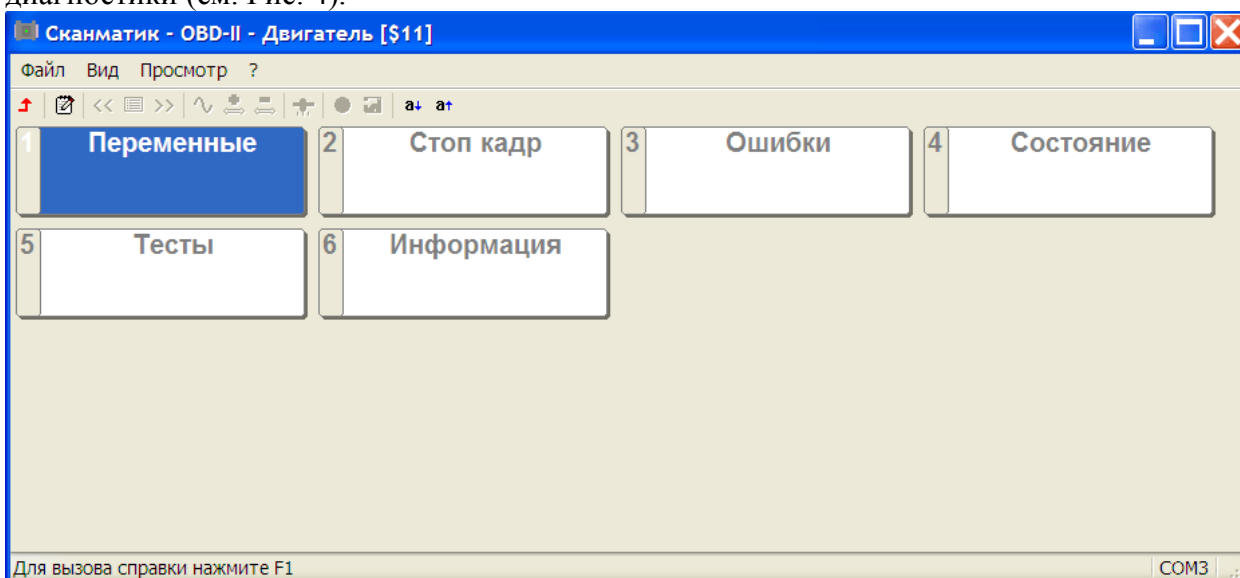 диагностики (см. Рис. 4).
Сканматик - OBD-II - Двигатель [$11]
Файл Вид Просмотр ?
<< >> a↓ a↑
1 Переменные 2 Стоп кадр 3 Ошибки 4 Состояние
5 Тесты 6 Информация
Для вызова справки нажмите F1 COM3